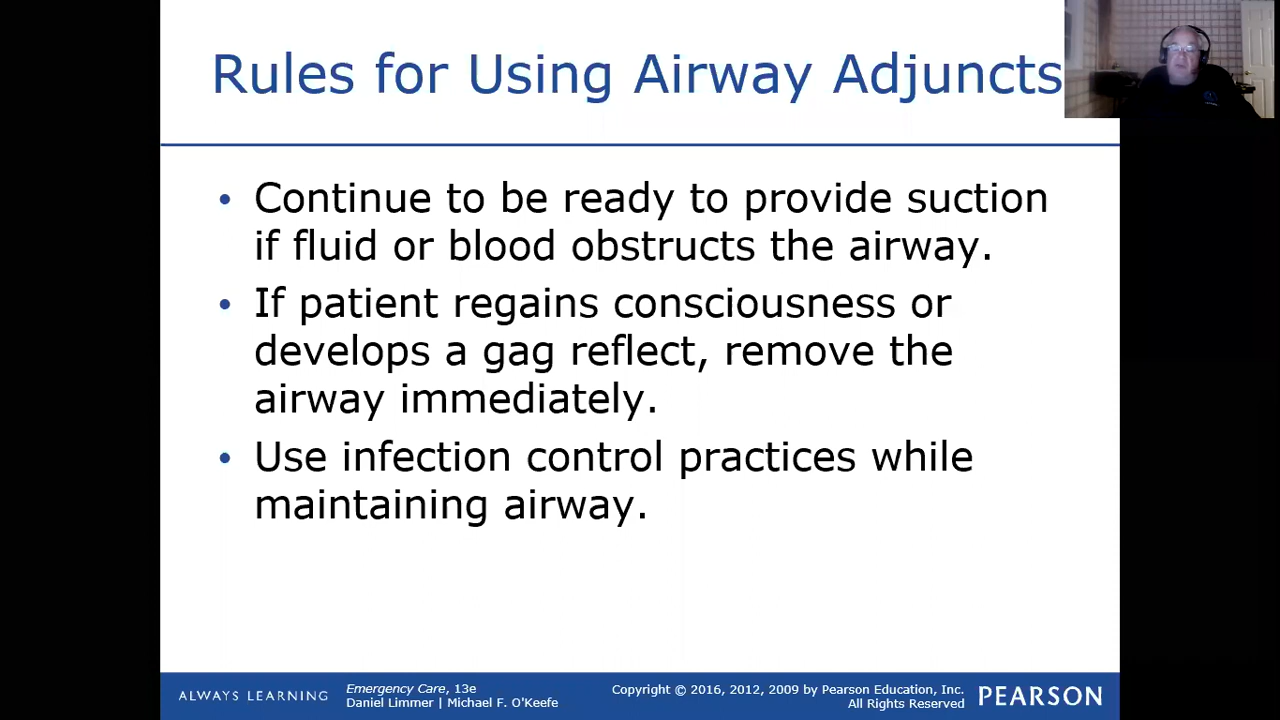 Rules for Using Airway Adjuncts
• Continue to be ready to provide suction
if fluid or blood obstructs the airway.
• If patient regains consciousness or
develops a gag reflect, remove the
airway immediately.
• Use infection control practices while
maintaining airway.
ALWAYS LEARNING
Emergency Care, 13e
Daniel Limmer | Michael F. O'Keefe
Copyright © 2016, 2012, 2009 by Pearson Education, Inc.
All Rights Reserved
PEARSON